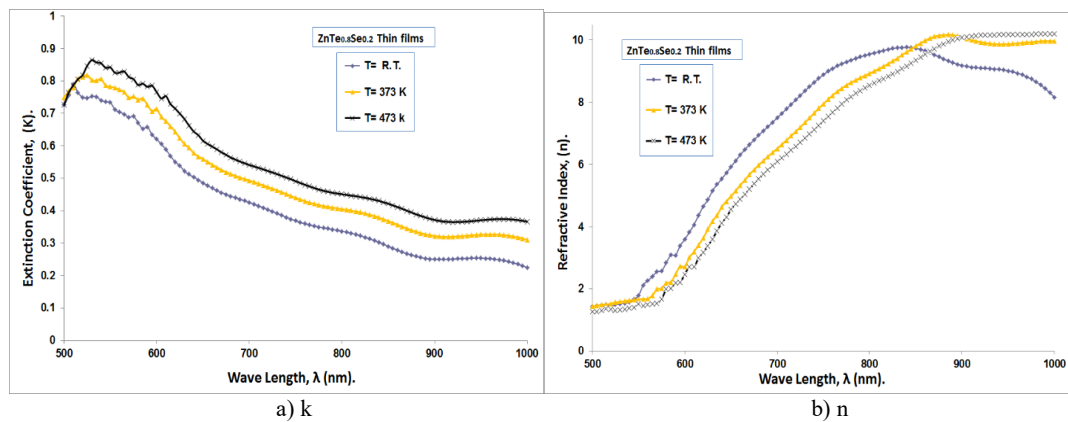 1
0.9
0.8
0.7
0.6
0.5
0.4
0.3
0.2
0.1
0
Extinction Coefficient, (K).
ZnTe0.8Se0.2 Thin films
T= R.T.
T= 373 K
T= 473 k
500 600 700 800 900 1000
Wave Length, λ (nm).
a) k
10
8
6
4
2
0
Refractive Index, (n).
ZnTe0.8Se0.2 Thin films
T= R.T.
T= 373 K
T= 473 K
500 600 700 800 900 1000
Wave Length, λ (nm).
b) n